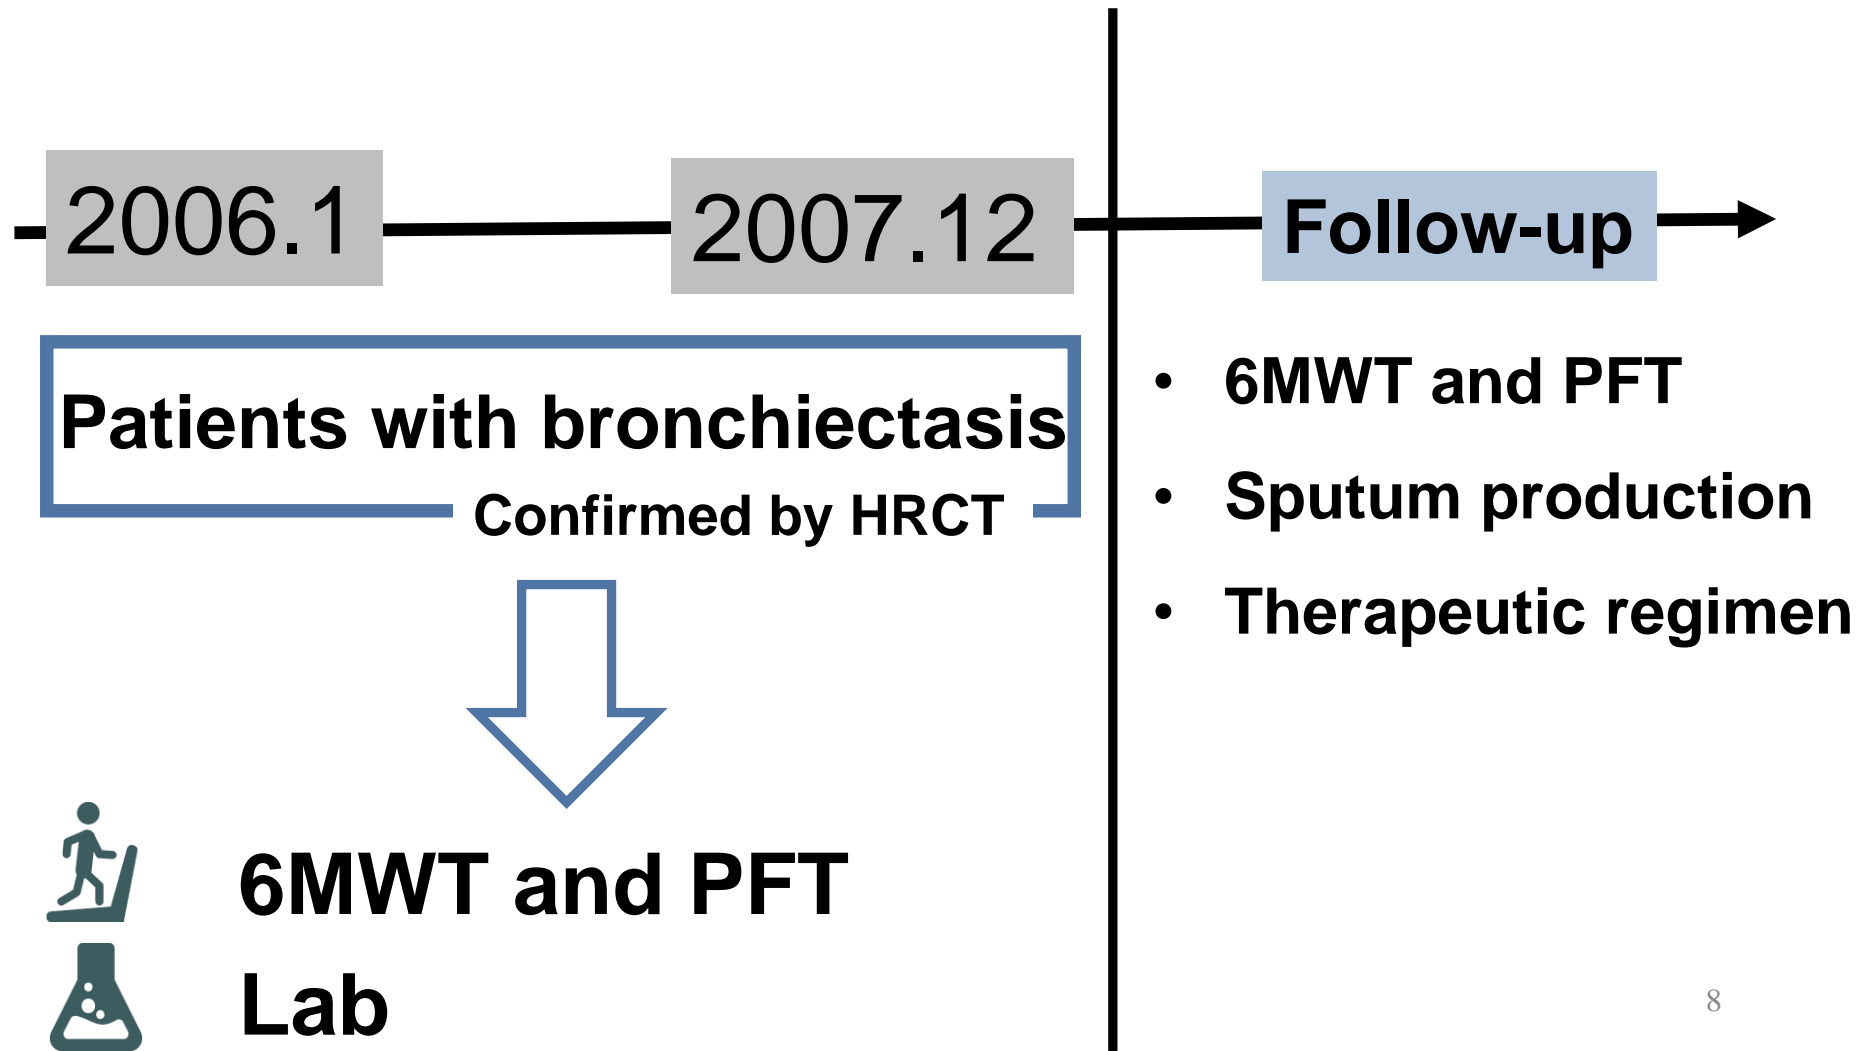 2006.1
2007.12
Follow-up
Patients with bronchiectasis
Confirmed by HRCT
6MWT and PFT
Lab
• 6MWT and PFT
• Sputum production
• Therapeutic regimen
8